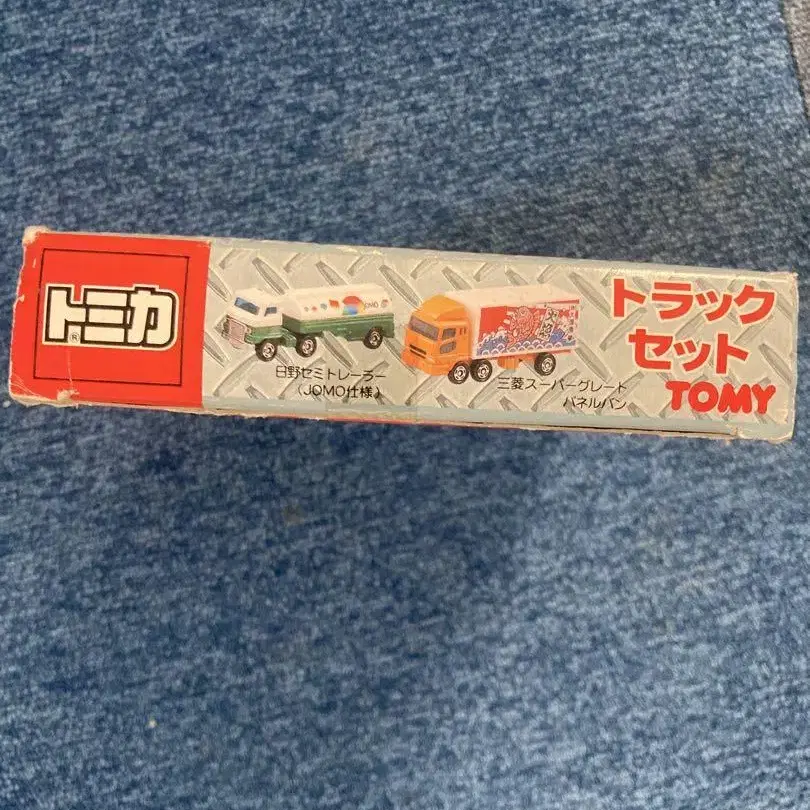 トミカ
®
日野セミトレーラー
(JOMO仕様)
JOMO
三菱スーパーグレート
パネルバン
トラック
セット
TOMY